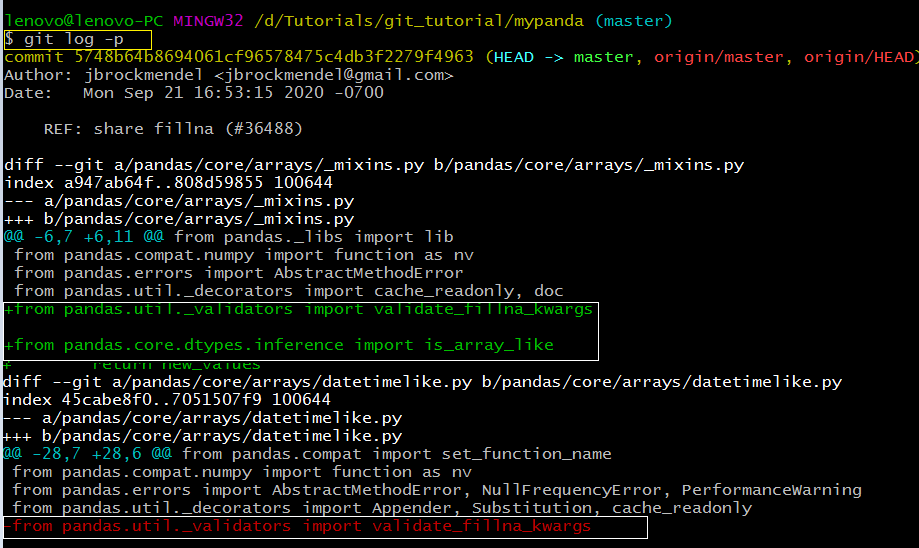 lenovo@lenovo-PC MINGW32 /d/Tutorials/git_tutorial/mypanda (master)
$ git log -p
commit 5748b64b8694061cf96578475c4db3f2279f4963 (HEAD -> master, origin/master, origin/HEAD)
Author: jbrockmendel <jbrockmendel@gmail.com>
Date:   Mon Sep 21 16:53:15 2020 -0700

    REF: share fillna (#36488)

diff --git a/pandas/core/arrays/_mixins.py b/pandas/core/arrays/_mixins.py
index a947ab64f..808d59855 100644
--- a/pandas/core/arrays/_mixins.py
+++ b/pandas/core/arrays/_mixins.py
@@ -6,7 +6,11 @@ from pandas._libs import lib
 from pandas.compat.numpy import function as nv
 from pandas.errors import AbstractMethodError
 from pandas.util._decorators import cache_readonly, doc
+from pandas.util._validators import validate_fillna_kwargs

+from pandas.core.dtypes.inference import is_array_like
+        return new_values
diff --git a/pandas/core/arrays/datetimelike.py b/pandas/core/arrays/datetimelike.py
index 45cabe8f0..7051507f9 100644
--- a/pandas/core/arrays/datetimelike.py
+++ b/pandas/core/arrays/datetimelike.py
@@ -28,7 +28,6 @@ from pandas.compat import set_function_name
 from pandas.compat.numpy import function as nv
 from pandas.errors import AbstractMethodError, NullFrequencyError, PerformanceWarning
 from pandas.util._decorators import Appender, Substitution, cache_readonly
-from pandas.util._validators import validate_fillna_kwargs